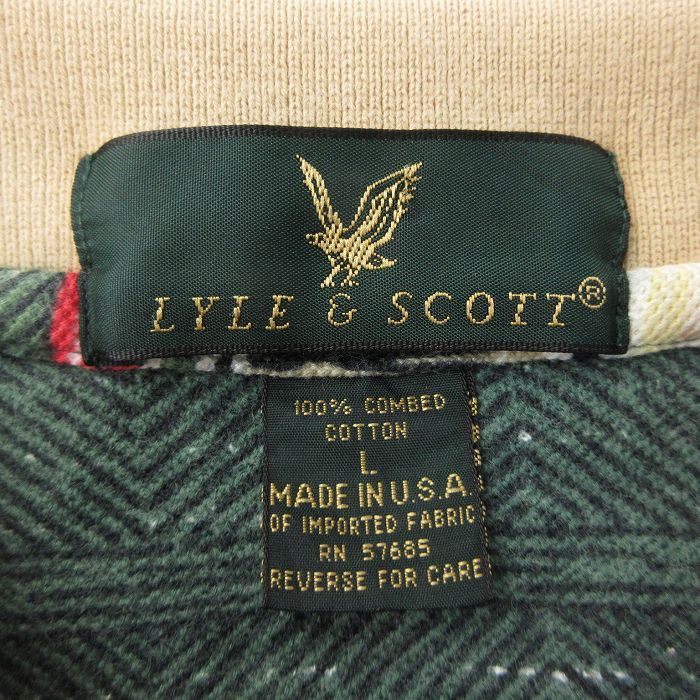 LYLE & SCOTT®
100% COMBED
COTTON
L
MADE IN U.S.A.
OF IMPORTED FABRIC
RN 57685
REVERSE FOR CARE